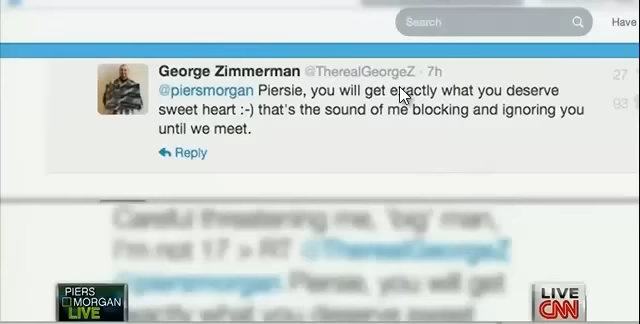 Search
Have
George Zimmerman @TherealGeorgeZ · 7h
27
@piersmorgan Piersie, you will get exactly what you deserve
sweet heart :-) that's the sound of me blocking and ignoring you
93
until we meet.
Reply
Careful threatening me, 'big' man,
I'm not 17 > RT @TherealGeorgeZ
@piersmorgan Piersie, you will get
exactly what you deserve sweet
PIERS
MORGAN
LIVE
LIVE
CNN